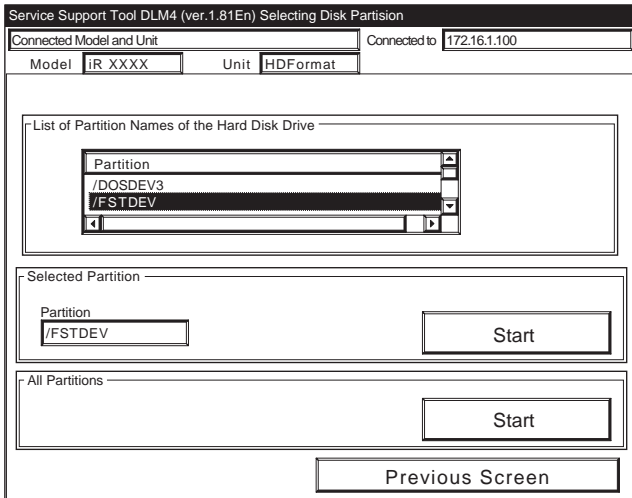 Service Support Tool DLM4 (ver.1.81En) Selecting Disk Partision
Connected Model and Unit
Connected to 172.16.1.100
Model iR XXXX Unit HDFormat
List of Partition Names of the Hard Disk Drive
Partition
/DOSDEV3
/FSTDEV
Selected Partition
Partition
/FSTDEV
Start
All Partitions
Start
Previous Screen